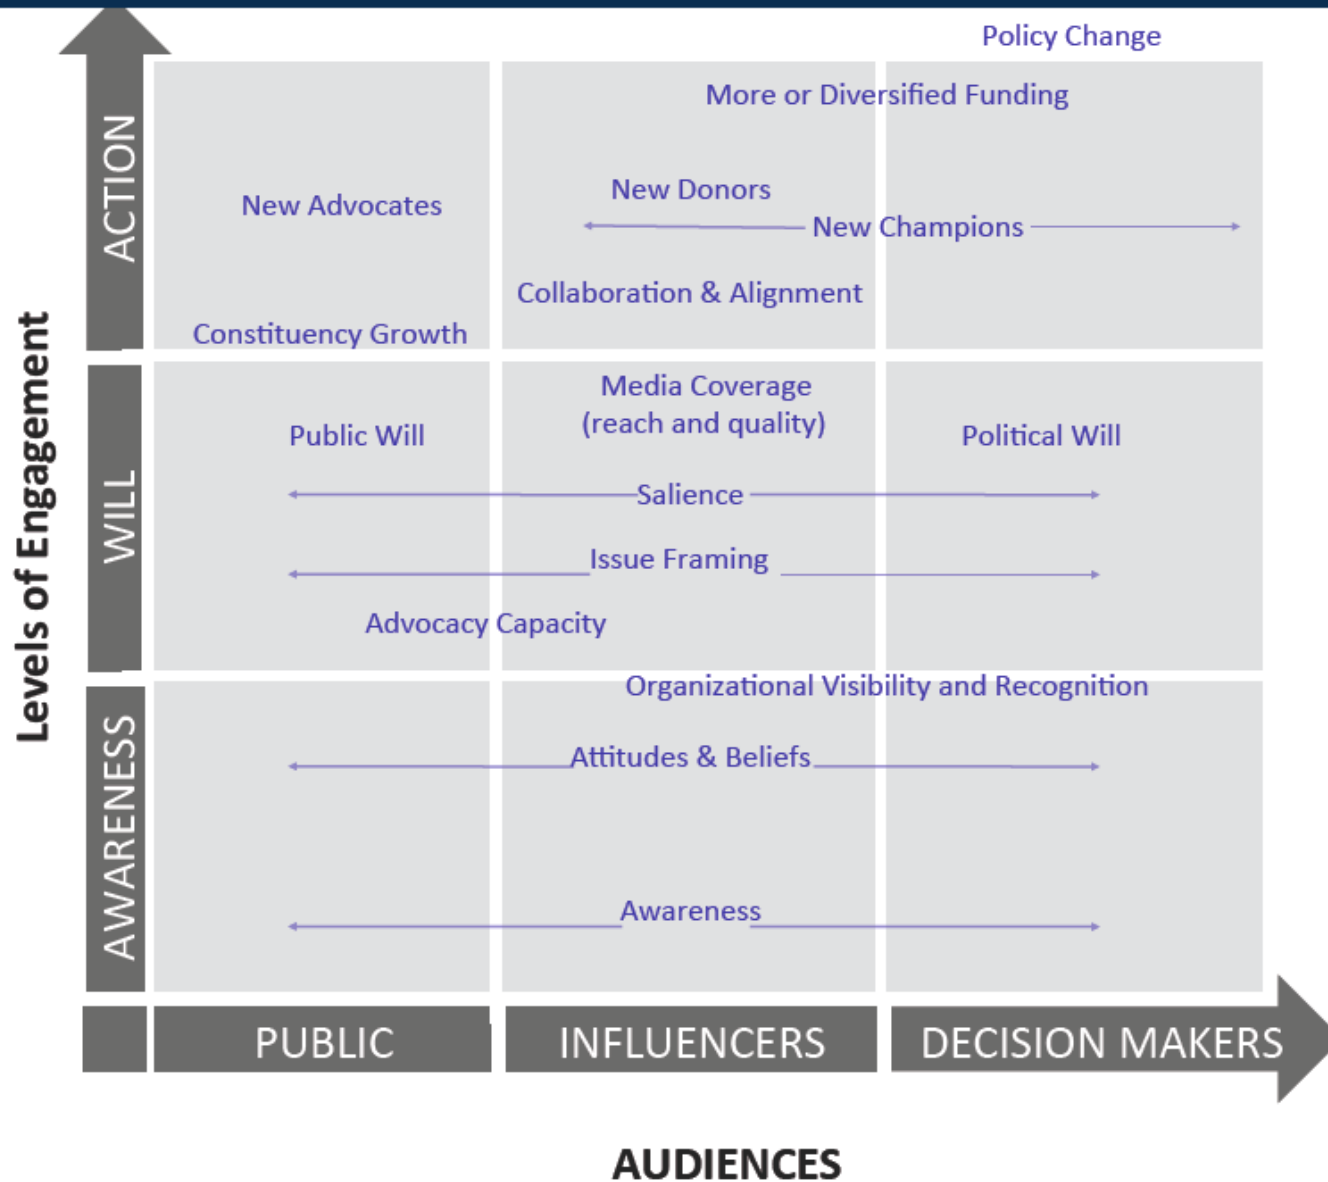 Policy Change
More or Diversified Funding
New Donors
New Advocates
New Champions
Collaboration & Alignment
Constituency Growth
Media Coverage
(reach and quality)
Public Will
Political Will
Salience
Issue Framing
Advocacy Capacity
Organizational Visibility and Recognition
Attitudes & Beliefs
Awareness
Levels of Engagement
ACTION
WILL
AWARENESS
PUBLIC
INFLUENCERS
DECISION MAKERS
AUDIENCES